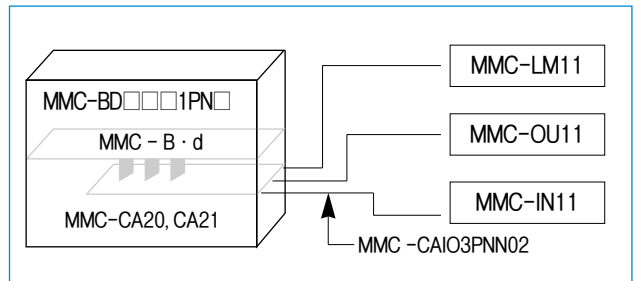 MMC-LM11
MMC-BD□□□1PN□
MMC - B · d
MMC-OU11
MMC-IN11
MMC-CA20, CA21
MMC -CAIO3PNN02